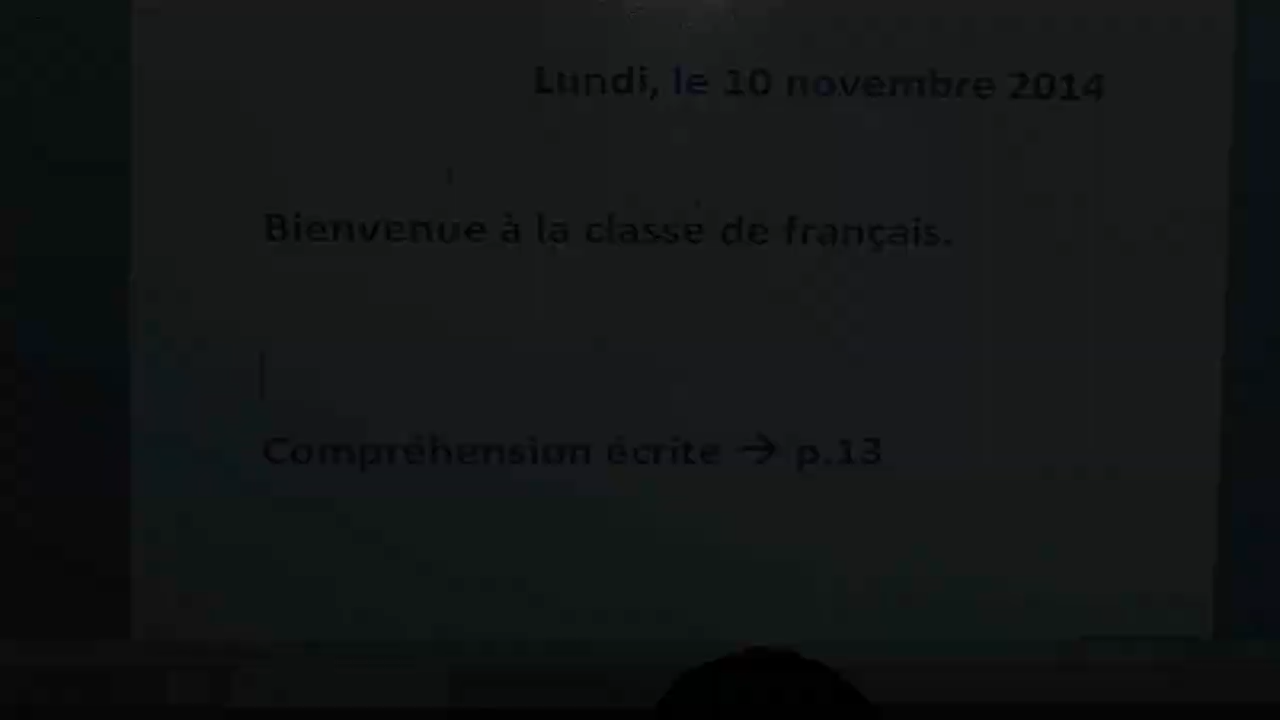 Lundi, le 10 novembre 2014
Bienvenue à la classe de français.
Compréhension écrite → p.13